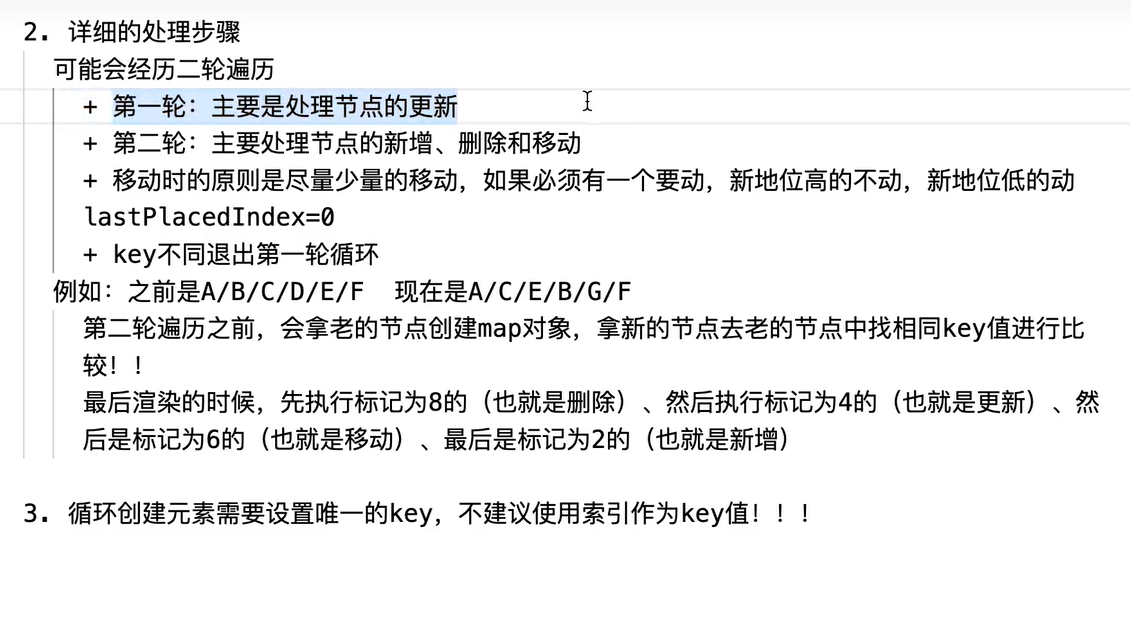 2. 详细的处理步骤
可能会经历二轮遍历
+ 第一轮：主要是处理节点的更新
+ 第二轮：主要处理节点的新增、删除和移动
+ 移动时的原则是尽量少量的移动，如果必须有一个要动，新地位高的不动，新地位低的动
lastPlacedIndex=0
+ key不同退出第一轮循环
例如：之前是A/B/C/D/E/F  现在是A/C/E/B/G/F
第二轮遍历之前，会拿老的节点创建map对象，拿新的节点去老的节点中找相同key值进行比
较！！
最后渲染的时候，先执行标记为8的（也就是删除）、然后执行标记为4的（也就是更新）、然
后是标记为6的（也就是移动）、最后是标记为2的（也就是新增）
3. 循环创建元素需要设置唯一的key，不建议使用索引作为key值！！！